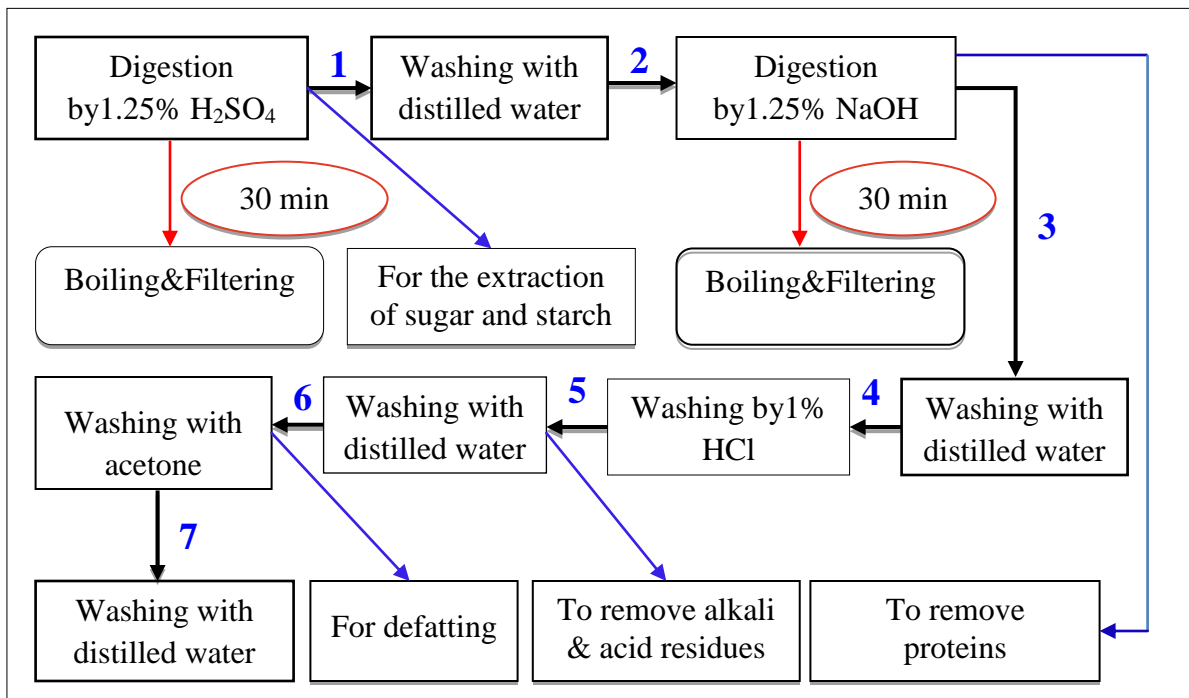 Digestion
by1.25% H₂SO₄
1
Washing with
distilled water
2
Digestion
by1.25% NaOH
30 min
30 min
3
Boiling&Filtering
For the extraction
of sugar and starch
Boiling&Filtering
Washing with
acetone
6
Washing with
distilled water
5
Washing by1%
HCl
4
Washing with
distilled water
7
Washing with
distilled water
For defatting
To remove alkali
& acid residues
To remove
proteins